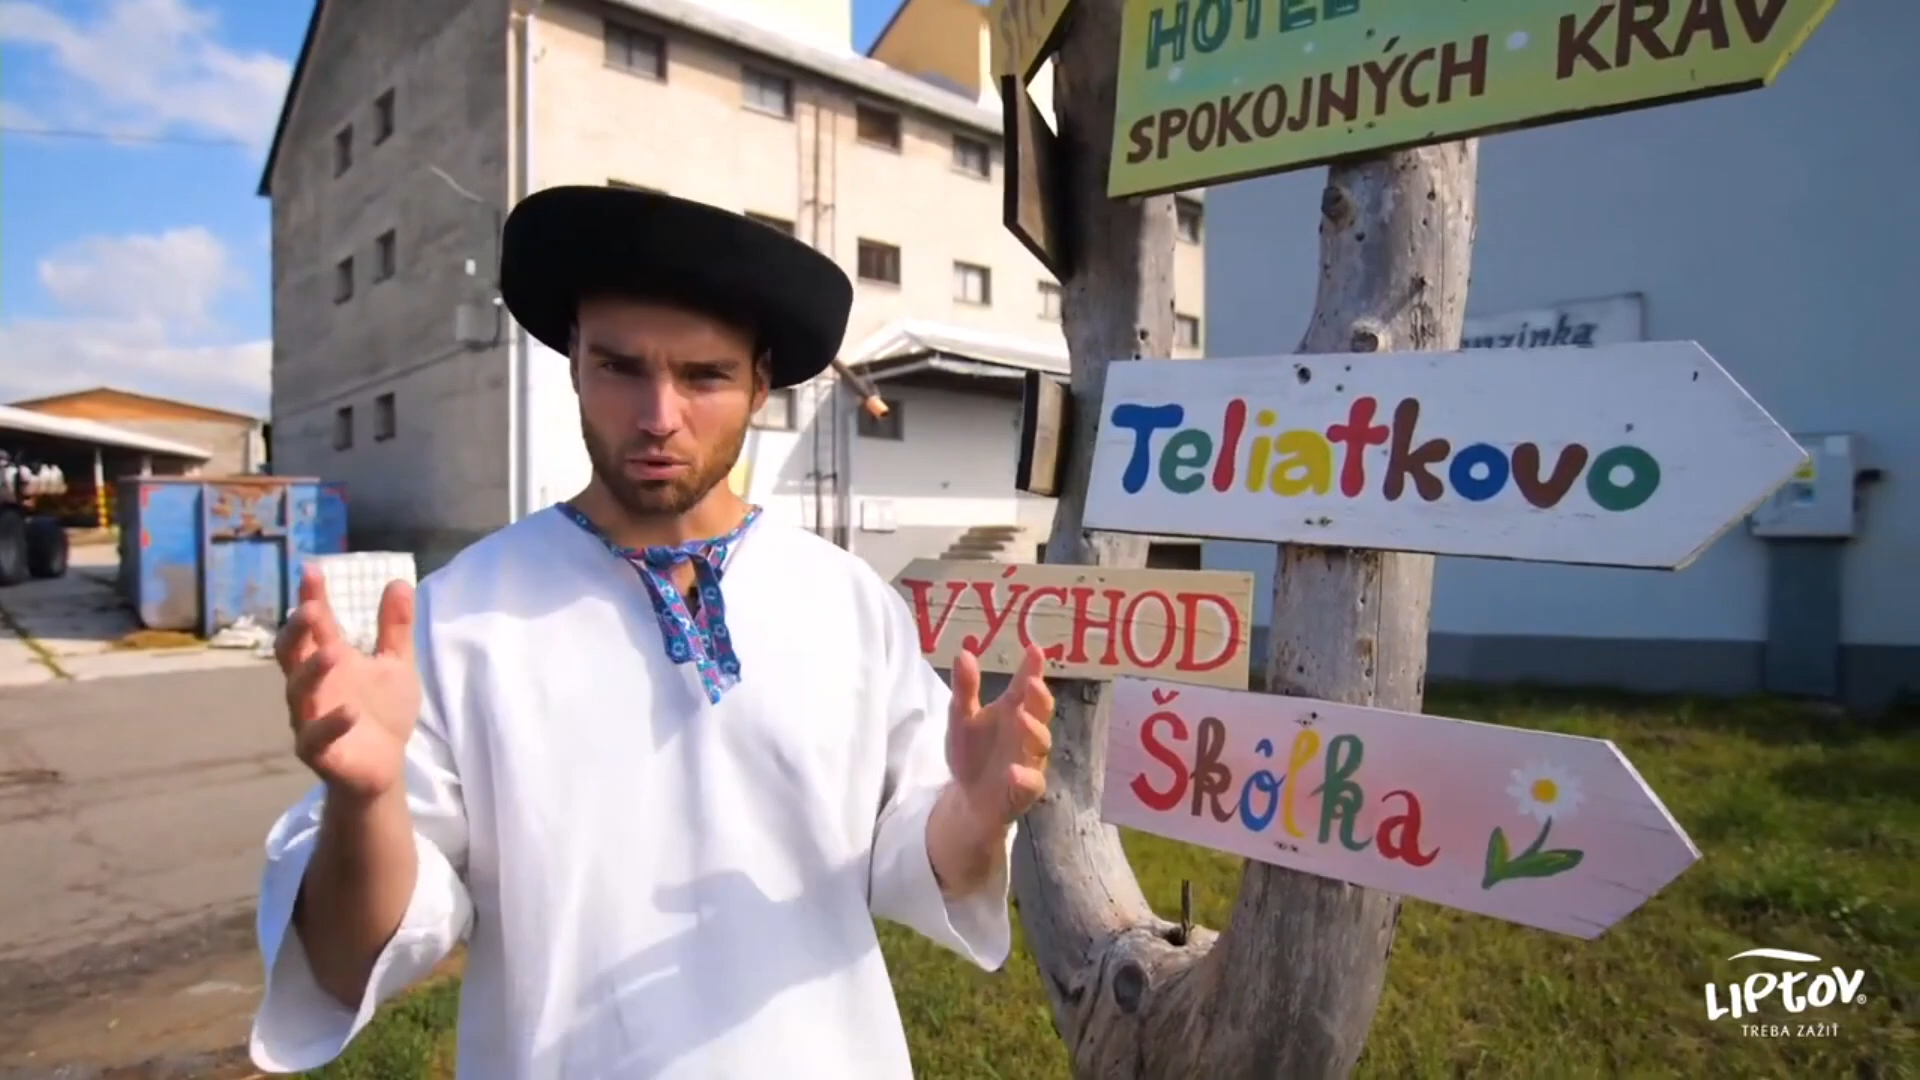 HOTEL
SPOKOJNÝCH KRÁV
Teliatkovo
VÝCHOD
Škôlka
LIPTOV®
TREBA ZAŽIŤ